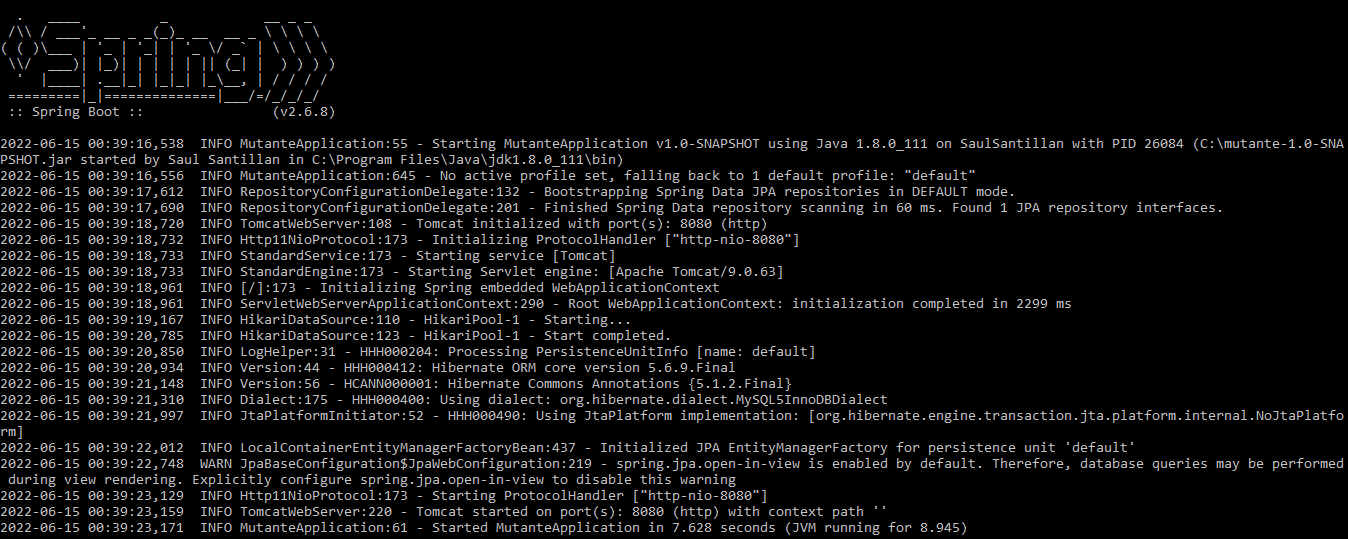 .   ____          _            __ _ _
 /\\ / ___'_ __ _ _(_)_ __  __ _ \ \ \ \
( ( )\___ | '_ | '_| | '_ \/ _` | \ \ \ \
 \\/  ___)| |_)| | | | | || (_| |  ) ) ) )
  '  |____| .__|_| |_|_| |_\__, | / / / /
 =========|_|==============|___/=/_/_/_/
 :: Spring Boot ::                (v2.6.8)
2022-06-15 00:39:16,538  INFO MutanteApplication:55 - Starting MutanteApplication v1.0-SNAPSHOT using Java 1.8.0_111 on SaulSantillan with PID 26084 (C:\mutante-1.0-SNA
PSHOT.jar started by Saul Santillan in C:\Program Files\Java\jdk1.8.0_111\bin)
2022-06-15 00:39:16,556  INFO MutanteApplication:645 - No active profile set, falling back to 1 default profile: "default"
2022-06-15 00:39:17,612  INFO RepositoryConfigurationDelegate:132 - Bootstrapping Spring Data JPA repositories in DEFAULT mode.
2022-06-15 00:39:17,690  INFO RepositoryConfigurationDelegate:201 - Finished Spring Data repository scanning in 60 ms. Found 1 JPA repository interfaces.
2022-06-15 00:39:18,720  INFO TomcatWebServer:108 - Tomcat initialized with port(s): 8080 (http)
2022-06-15 00:39:18,732  INFO Http11NioProtocol:173 - Initializing ProtocolHandler ["http-nio-8080"]
2022-06-15 00:39:18,733  INFO StandardService:173 - Starting service [Tomcat]
2022-06-15 00:39:18,733  INFO StandardEngine:173 - Starting Servlet engine: [Apache Tomcat/9.0.63]
2022-06-15 00:39:18,961  INFO [/]:173 - Initializing Spring embedded WebApplicationContext
2022-06-15 00:39:18,961  INFO ServletWebServerApplicationContext:290 - Root WebApplicationContext: initialization completed in 2299 ms
2022-06-15 00:39:19,167  INFO HikariDataSource:110 - HikariPool-1 - Starting...
2022-06-15 00:39:20,785  INFO HikariDataSource:123 - HikariPool-1 - Start completed.
2022-06-15 00:39:20,850  INFO LogHelper:31 - HHH000204: Processing PersistenceUnitInfo [name: default]
2022-06-15 00:39:20,934  INFO Version:44 - HHH000412: Hibernate ORM core version 5.6.9.Final
2022-06-15 00:39:21,148  INFO Version:56 - HCANN000001: Hibernate Commons Annotations {5.1.2.Final}
2022-06-15 00:39:21,310  INFO Dialect:175 - HHH000400: Using dialect: org.hibernate.dialect.MySQL5InnoDBDialect
2022-06-15 00:39:21,997  INFO JtaPlatformInitiator:52 - HHH000490: Using JtaPlatform implementation: [org.hibernate.engine.transaction.jta.platform.internal.NoJtaPlatfo
rm]
2022-06-15 00:39:22,012  INFO LocalContainerEntityManagerFactoryBean:437 - Initialized JPA EntityManagerFactory for persistence unit 'default'
2022-06-15 00:39:22,748  WARN JpaBaseConfiguration$JpaWebConfiguration:219 - spring.jpa.open-in-view is enabled by default. Therefore, database queries may be performed
 during view rendering. Explicitly configure spring.jpa.open-in-view to disable this warning
2022-06-15 00:39:23,129  INFO Http11NioProtocol:173 - Starting ProtocolHandler ["http-nio-8080"]
2022-06-15 00:39:23,159  INFO TomcatWebServer:220 - Tomcat started on port(s): 8080 (http) with context path ''
2022-06-15 00:39:23,171  INFO MutanteApplication:61 - Started MutanteApplication in 7.628 seconds (JVM running for 8.945)